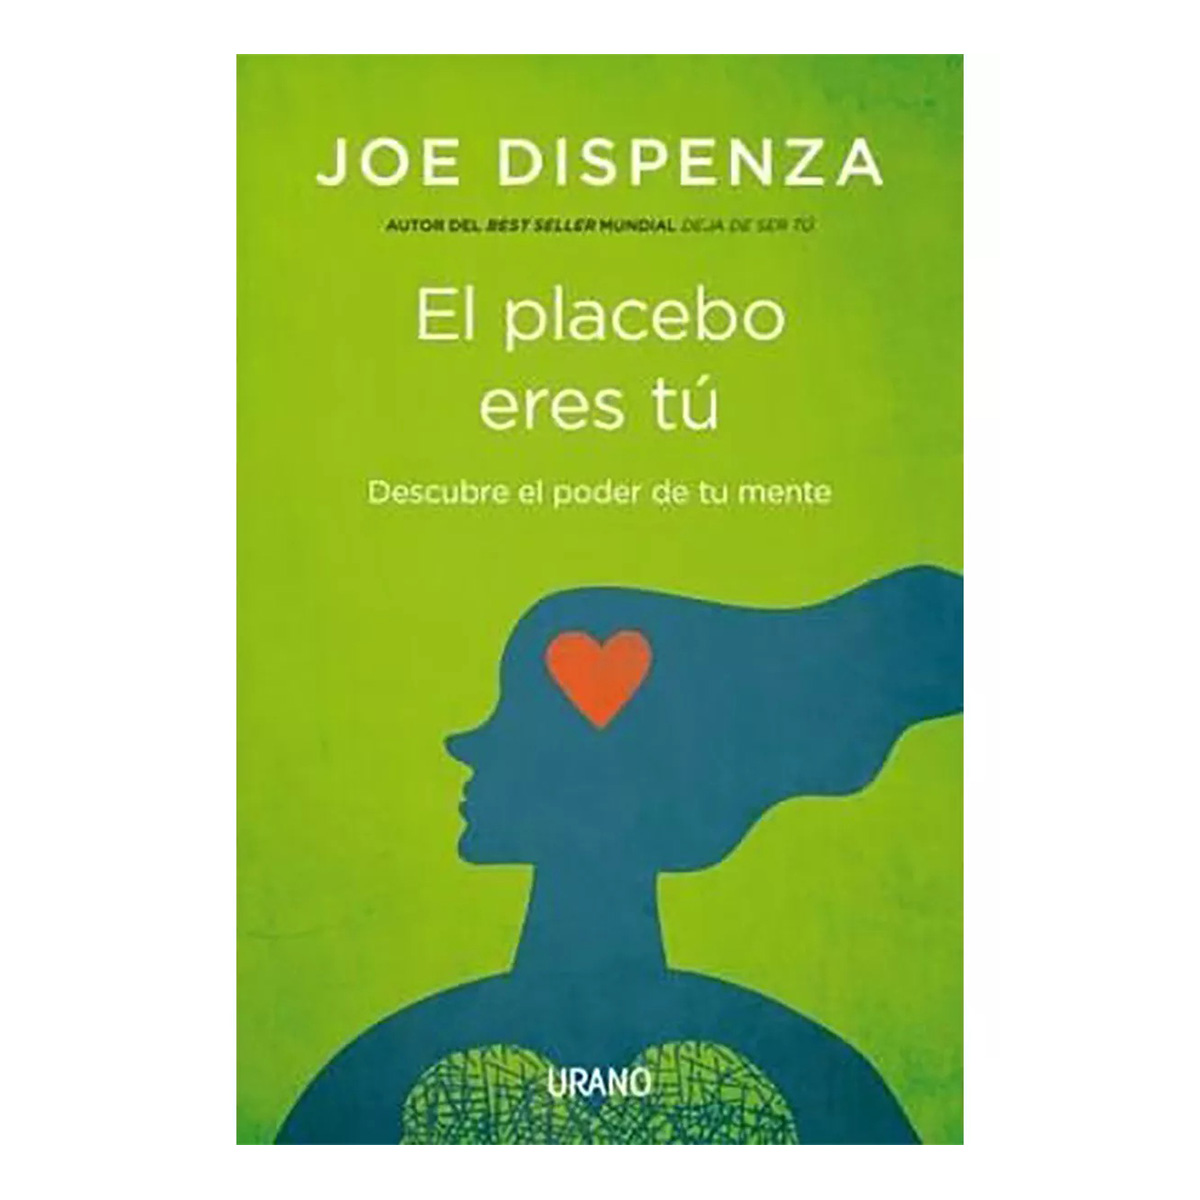 JOE DISPENZA
AUTOR DEL BEST SELLER MUNDIAL DEJA DE SER TÚ
El placebo
eres tú
Descubre el poder de tu mente
URANO